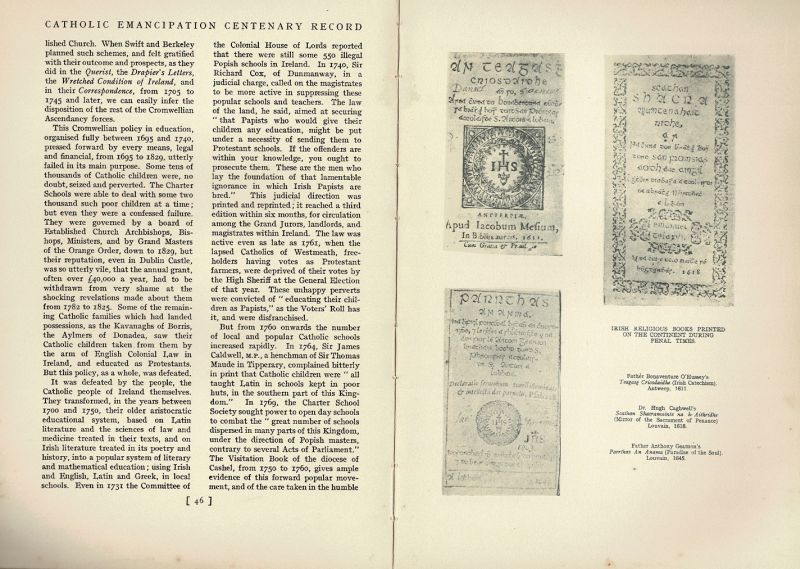 CATHOLIC EMANCIPATION CENTENARY RECORD
lished Church. When Swift and Berkeley
planned such schemes, and felt gratified
with their outcome and prospects, as they
did in the Querist, the Drapier's Letters,
the Wretched Condition of Ireland, and
in their Correspondence, from 1705 to
1745 and later, we can easily infer the
disposition of the rest of the Cromwellian
Ascendancy forces.
This Cromwellian policy in education,
organised fully between 1695 and 1740,
pressed forward by every means, legal
and financial, from 1695 to 1829, utterly
failed in its main purpose. Some tens of
thousands of Catholic children were, no
doubt, seized and perverted. The Charter
Schools were able to deal with some two
thousand such poor children at a time;
but even they were a confessed failure.
They were governed by a board of
Established Church Archbishops, Bis-
hops, Ministers, and by Grand Masters
of the Orange Order, down to 1829, but
their reputation, even in Dublin Castle,
was so utterly vile, that the annual grant,
often over £40,000 a year, had to be
withdrawn from very shame at the
shocking revelations made about them
from 1782 to 1825. Some of the remain-
ing Catholic families which had landed
possessions, as the Kavanaghs of Borris,
the Aylmers of Donadea, saw their
Catholic children taken from them by
the arm of English Colonial Law in
Ireland, and educated as Protestants.
But this policy, as a whole, was defeated.
It was defeated by the people, the
Catholic people of Ireland themselves.
They transformed, in the years between
1700 and 1750, their older aristocratic
educational system, based on Latin
literature and the sciences of law and
medicine treated in their texts, and on
Irish literature treated in its poetry and
history, into a popular system of literary
and mathematical education; using Irish
and English, Latin and Greek, in local
schools. Even in 1731 the Committee of
the Colonial House of Lords reported
that there were still some 550 illegal
Popish schools in Ireland. In 1740, Sir
Richard Cox, of Dunmanway, in a
judicial charge, called on the magistrates
to be more active in suppressing these
popular schools and teachers. The law
of the land, he said, aimed at securing
" that Papists who would give their
children any education, might be put
under a necessity of sending them to
Protestant schools. If the offenders are
within your knowledge, you ought to
prosecute them. These are the men who
lay the foundation of that lamentable
ignorance in which Irish Papists are
bred." This judicial direction was
printed and reprinted; it reached a third
edition within six months, for circulation
among the Grand Jurors, landlords, and
magistrates within Ireland. The law was
active even as late as 1761, when the
lapsed Catholics of Westmeath, free-
holders having votes as Protestant
farmers, were deprived of their votes by
the High Sheriff at the General Election
of that year. These unhappy perverts
were convicted of " educating their chil-
dren as Papists," as the Voters' Roll has
it, and were disfranchised.
But from 1760 onwards the number
of local and popular Catholic schools
increased rapidly. In 1764, Sir James
Caldwell, M.P., a henchman of Sir Thomas
Maude in Tipperary, complained bitterly
in print that Catholic children were " all
taught Latin in schools kept in poor
huts, in the southern part of this King-
dom." In 1769, the Charter School
Society sought power to open day schools
to combat the " great number of schools
dispersed in many parts of this Kingdom,
under the direction of Popish masters,
contrary to several Acts of Parliament."
The Visitation Book of the diocese of
Cashel, from 1750 to 1760, gives ample
evidence of this forward popular move-
ment, and of the care taken in the humble
[ 46 ]
IHS
ANTVERPIÆ,
Apud Iacobum Mesium,
1611.
1618
IHS
IRISH RELIGIOUS BOOKS PRINTED
ON THE CONTINENT DURING
PENAL TIMES.
Father Bonaventure O'Hussey's
Teagasg Criosdaidhe (Irish Catechism).
Antwerp, 1611
Dr. Hugh Caghwell's
Scathan Shacramuinte na h-Aithridhe
(Mirror of the Sacrament of Penance)
Louvain, 1618.
Father Anthony Gearnon's
Parrthas An Anama (Paradise of the Soul).
Louvain, 1645.